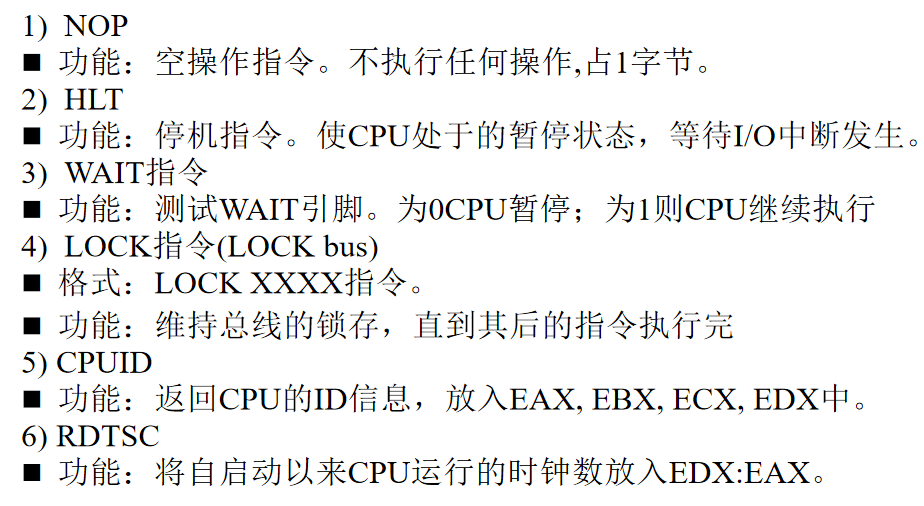 1) NOP
■ 功能：空操作指令。不执行任何操作,占1字节。
2) HLT
■ 功能：停机指令。使CPU处于的暂停状态，等待I/O中断发生。
3) WAIT指令
■ 功能：测试WAIT引脚。为0CPU暂停；为1则CPU继续执行
4) LOCK指令(LOCK bus)
■ 格式：LOCK XXXX指令。
■ 功能：维持总线的锁存，直到其后的指令执行完
5) CPUID
■ 功能：返回CPU的ID信息，放入EAX, EBX, ECX, EDX中。
6) RDTSC
■ 功能：将自启动以来CPU运行的时钟数放入EDX:EAX。